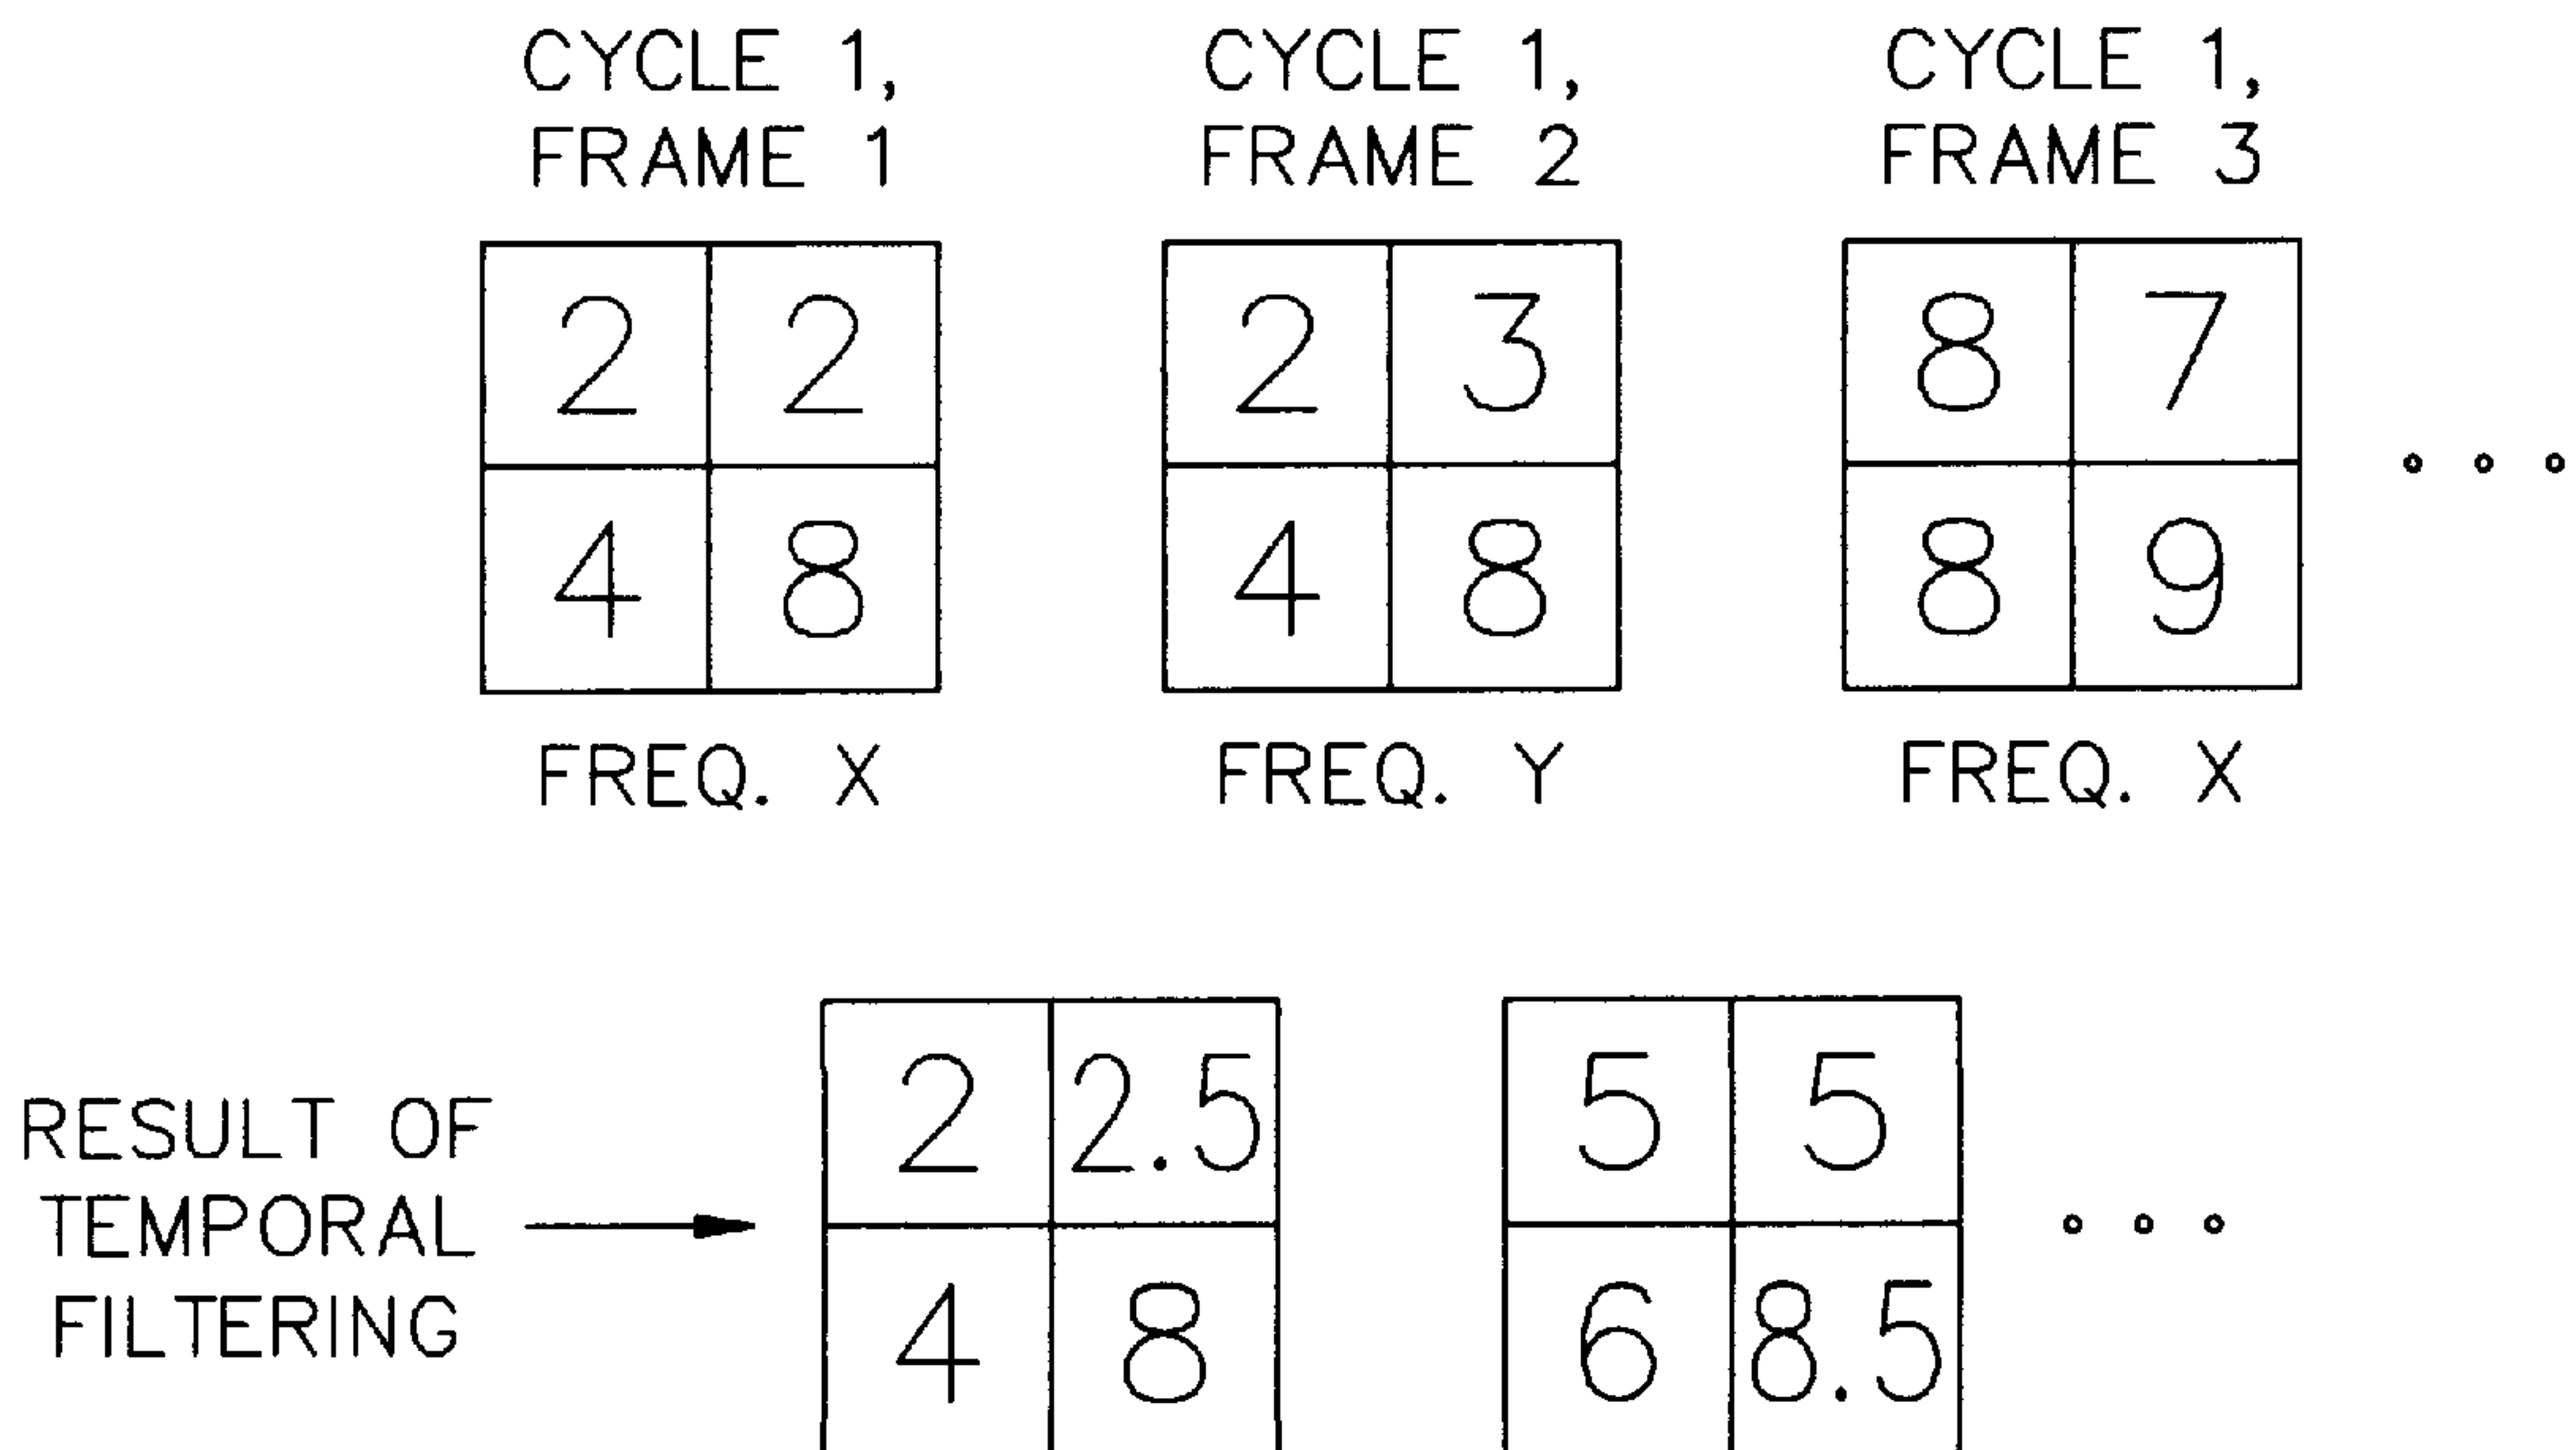 CYCLE 1, CYCLE 1, CYCLE 1,
FRAME 1 FRAME 2 FRAME 3
2 2 2 3 8 7
4 8 4 8 8 9
FREQ. X FREQ. Y FREQ. X
2 2.5 5 5
RESULT OF
TEMPORAL
FILTERING
4 8 6 8.5